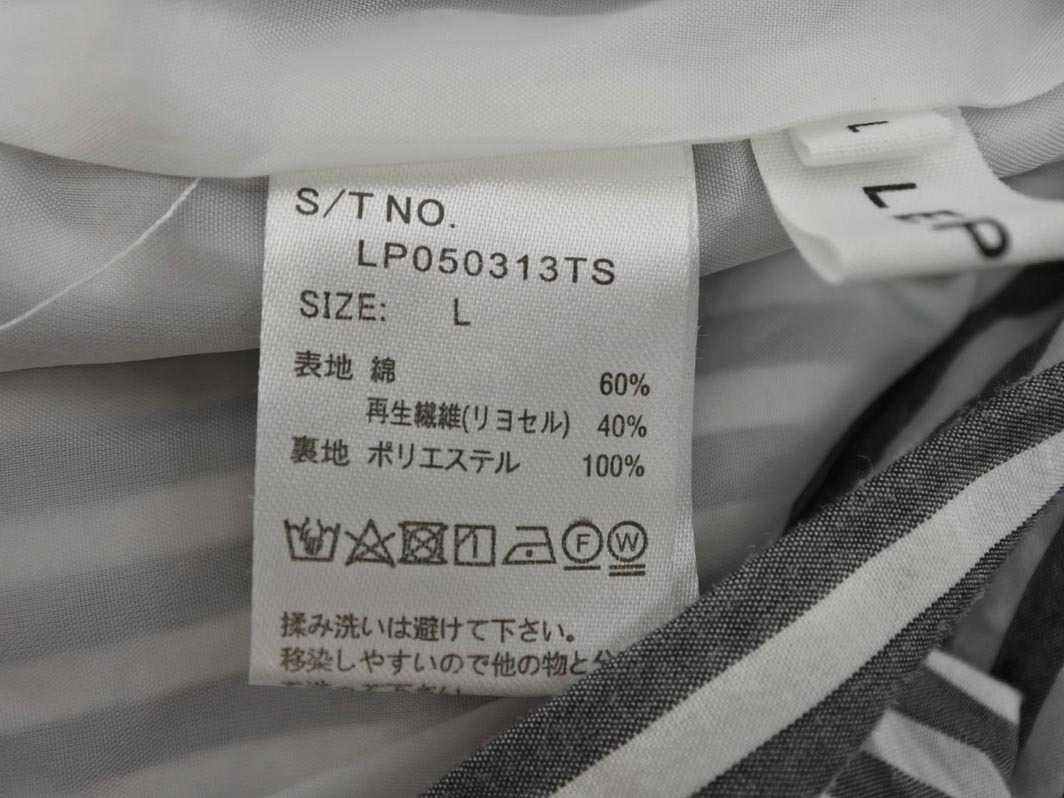 S/T NO.
LP050313TS
SIZE: L
表地 綿 60%
再生繊維(リヨセル) 40%
裏地 ポリエステル 100%
F W
揉み洗いは避けて下さい。
移染しやすいので他の物と
L
L EP